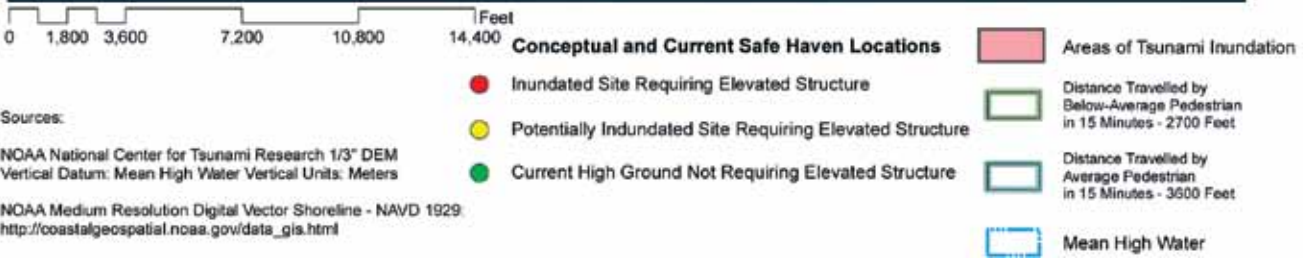 Feet
0 1,800 3,600 7,200 10,800 14,400
Sources:
NOAA National Center for Tsunami Research 1/3" DEM
Vertical Datum: Mean High Water Vertical Units: Meters
NOAA Medium Resolution Digital Vector Shoreline - NAVD 1929:
http://coastalgeospatial.noaa.gov/data_gis.html
Conceptual and Current Safe Haven Locations
Inundated Site Requiring Elevated Structure
Potentially Indundated Site Requiring Elevated Structure
Current High Ground Not Requiring Elevated Structure
Areas of Tsunami Inundation
Distance Travelled by
Below-Average Pedestrian
in 15 Minutes - 2700 Feet
Distance Travelled by
Average Pedestrian
in 15 Minutes - 3600 Feet
Mean High Water